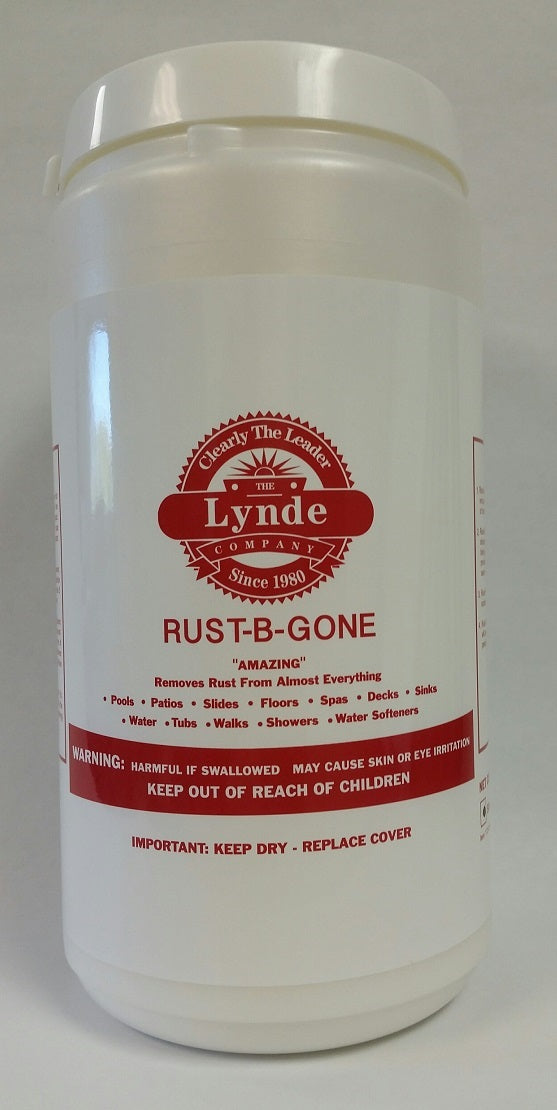 Clearly The Leader
THE
Lynde
COMPANY
Since 1980
RUST-B-GONE
"AMAZING"
Removes Rust From Almost Everything
• Pools • Patios • Slides • Floors • Spas • Decks • Sinks
• Water • Tubs • Walks • Showers • Water Softeners
WARNING: HARMFUL IF SWALLOWED MAY CAUSE SKIN OR EYE IRRITATION
KEEP OUT OF REACH OF CHILDREN
IMPORTANT: KEEP DRY - REPLACE COVER